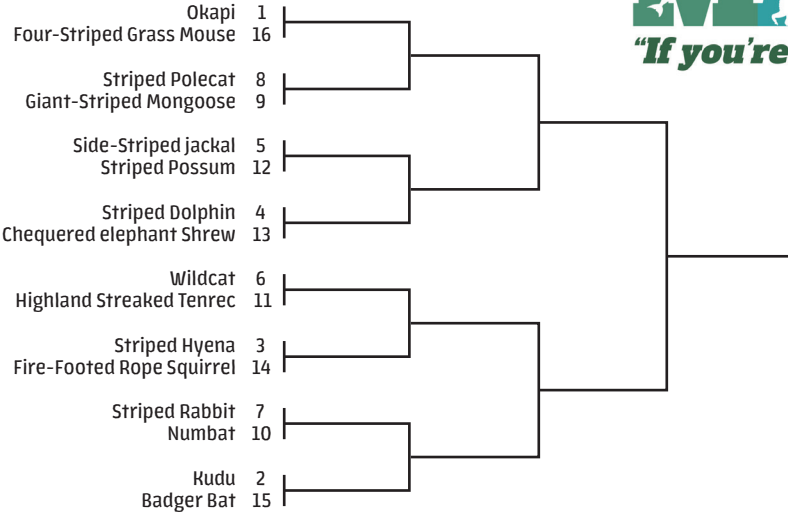 Okapi 1
Four-Striped Grass Mouse 16
Striped Polecat 8
Giant-Striped Mongoose 9
Side-Striped jackal 5
Striped Possum 12
Striped Dolphin 4
Chequered elephant Shrew 13
Wildcat 6
Highland Streaked Tenrec 11
Striped Hyena 3
Fire-Footed Rope Squirrel 14
Striped Rabbit 7
Numbat 10
Kudu 2
Badger Bat 15
"If you're